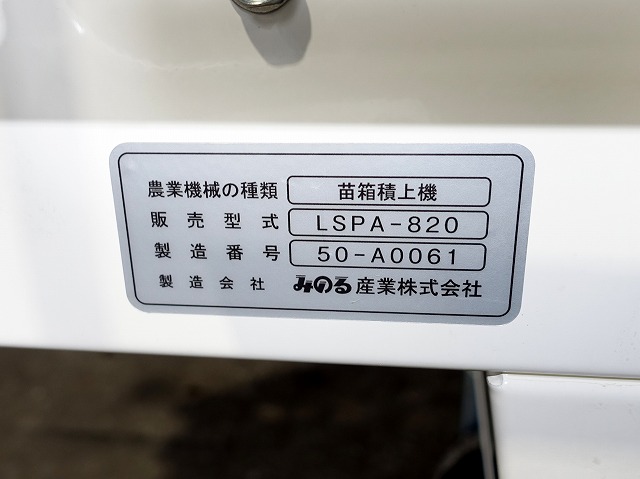 農業機械の種類 苗箱積上機
販売型式 LSPA-820
製造番号 50-A0061
製造会社 みのる産業株式会社